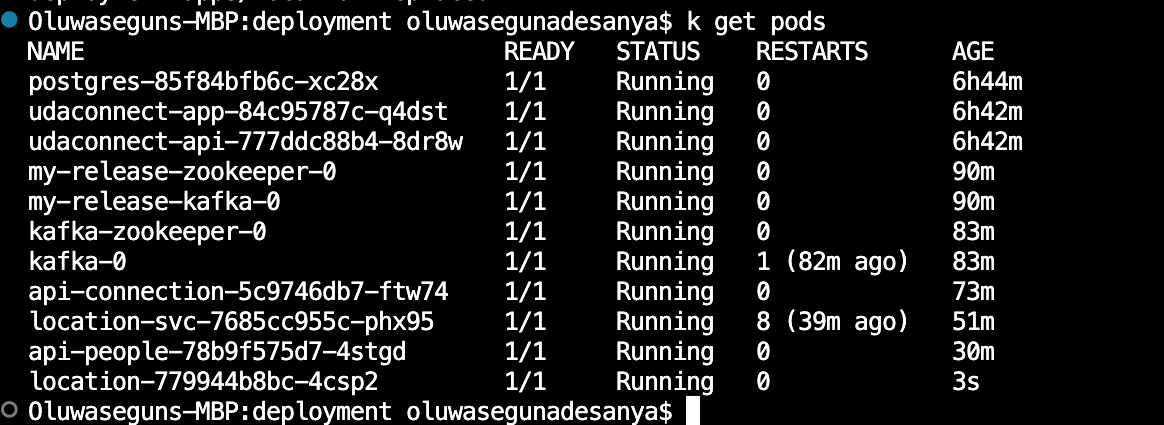 Oluwaseguns-MBP:deployment oluwasegunadesanya$ k get pods
NAME READY STATUS RESTARTS AGE
postgres-85f84bfb6c-xc28x 1/1 Running 0 6h44m
udaconnect-app-84c95787c-q4dst 1/1 Running 0 6h42m
udaconnect-api-777ddc88b4-8dr8w 1/1 Running 0 6h42m
my-release-zookeeper-0 1/1 Running 0 90m
my-release-kafka-0 1/1 Running 0 90m
kafka-zookeeper-0 1/1 Running 0 83m
kafka-0 1/1 Running 1 (82m ago) 83m
api-connection-5c9746db7-ftw74 1/1 Running 0 73m
location-svc-7685cc955c-phx95 1/1 Running 8 (39m ago) 51m
api-people-78b9f575d7-4stgd 1/1 Running 0 30m
location-779944b8bc-4csp2 1/1 Running 0 3s
Oluwaseguns-MBP:deployment oluwasegunadesanya$